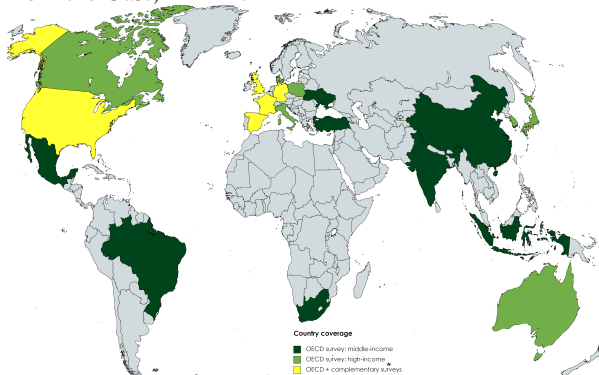 Country coverage
OECD survey: middle-income
OECD survey: high-income
OECD + complementary surveys